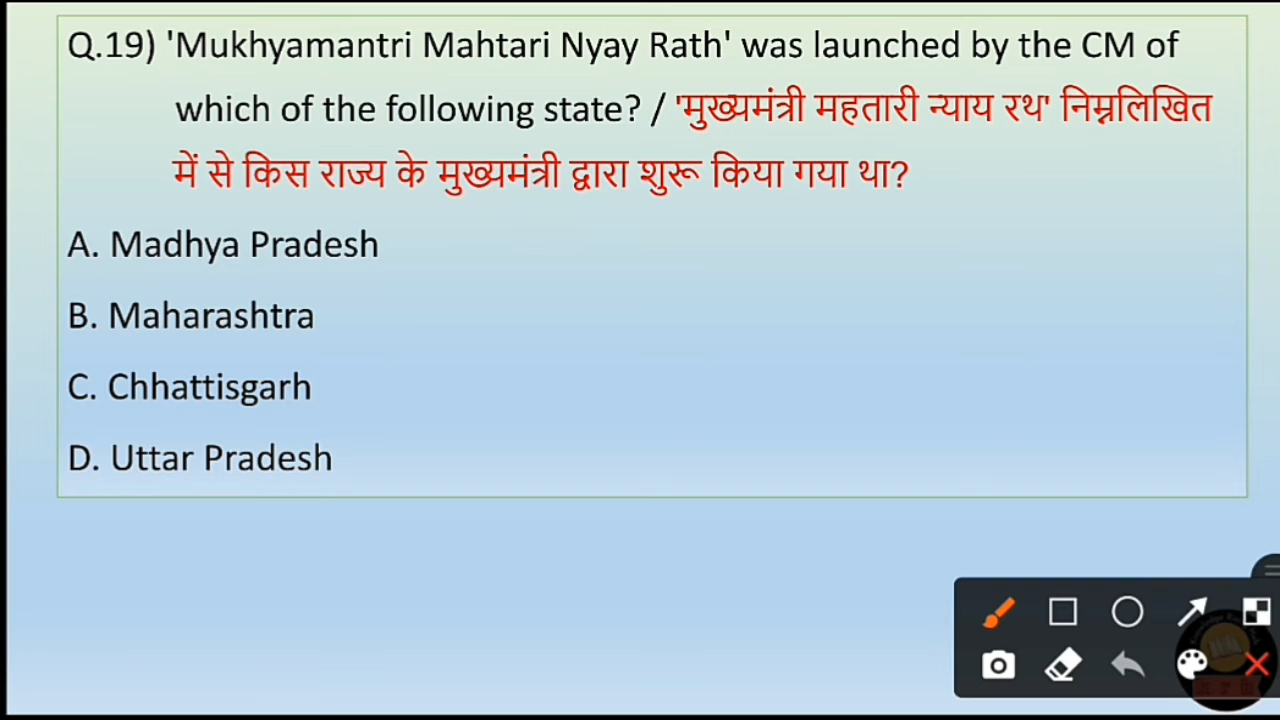 Q.19) 'Mukhyamantri Mahtari Nyay Rath' was launched by the CM of
which of the following state? / 'मुख्यमंत्री महतारी न्याय रथ' निम्नलिखित
में से किस राज्य के मुख्यमंत्री द्वारा शुरू किया गया था?
A. Madhya Pradesh
B. Maharashtra
C. Chhattisgarh
D. Uttar Pradesh